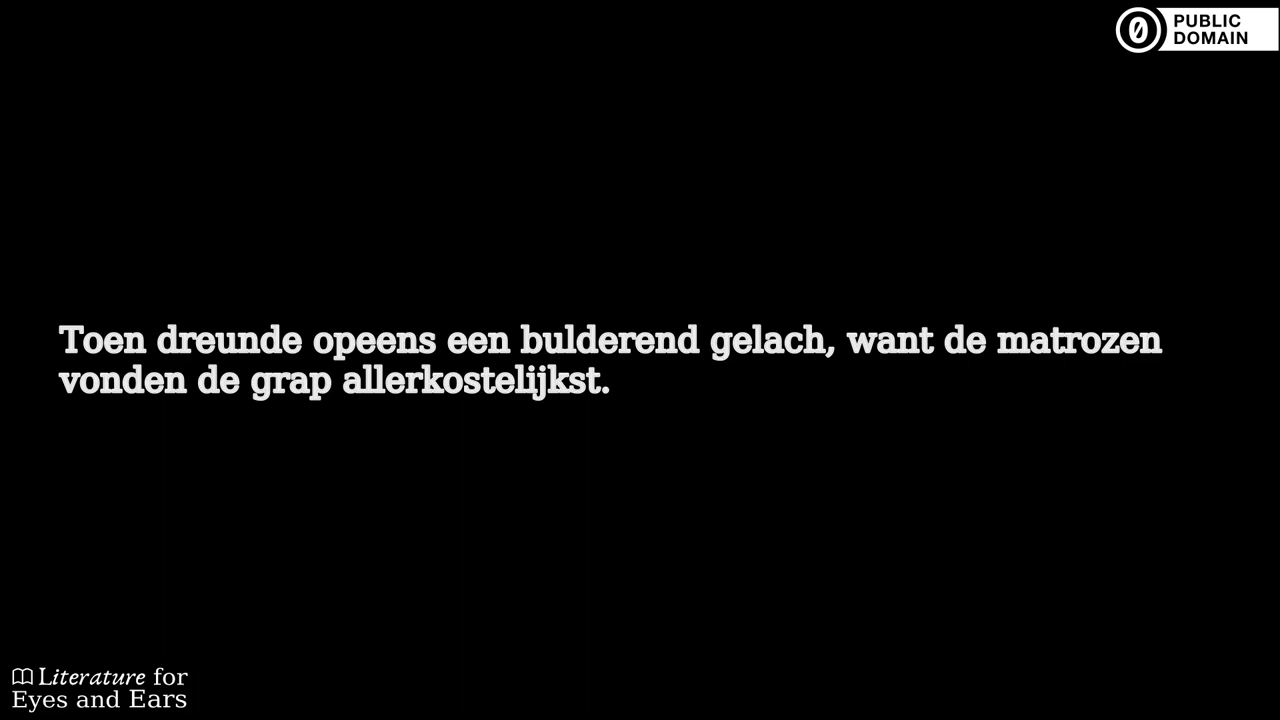 PUBLIC
DOMAIN
Toen dreunde opeens een bulderend gelach, want de matrozen
vonden de grap allerkostelijkst.
Literature for
Eyes and Ears